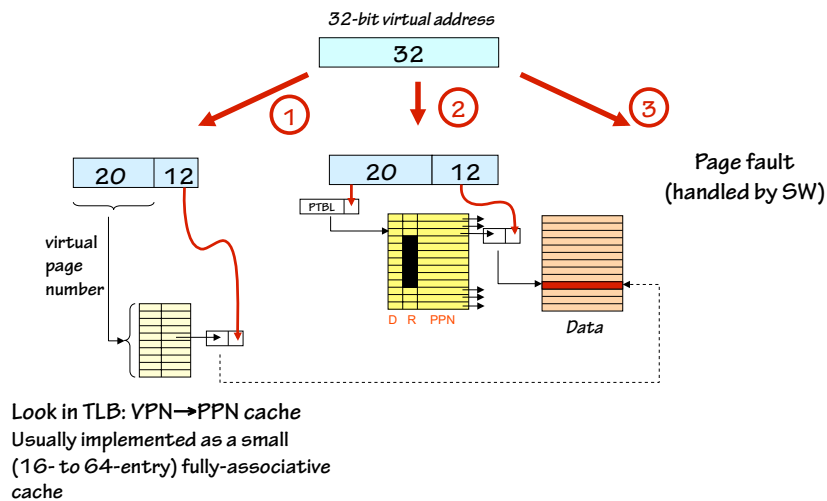 32-bit virtual address
32
1
2
3
20 12
20 12
Page fault
(handled by SW)
PTBL
virtual
page
number
D R PPN
Data
Look in TLB: VPN→PPN cache
Usually implemented as a small
(16- to 64-entry) fully-associative
cache